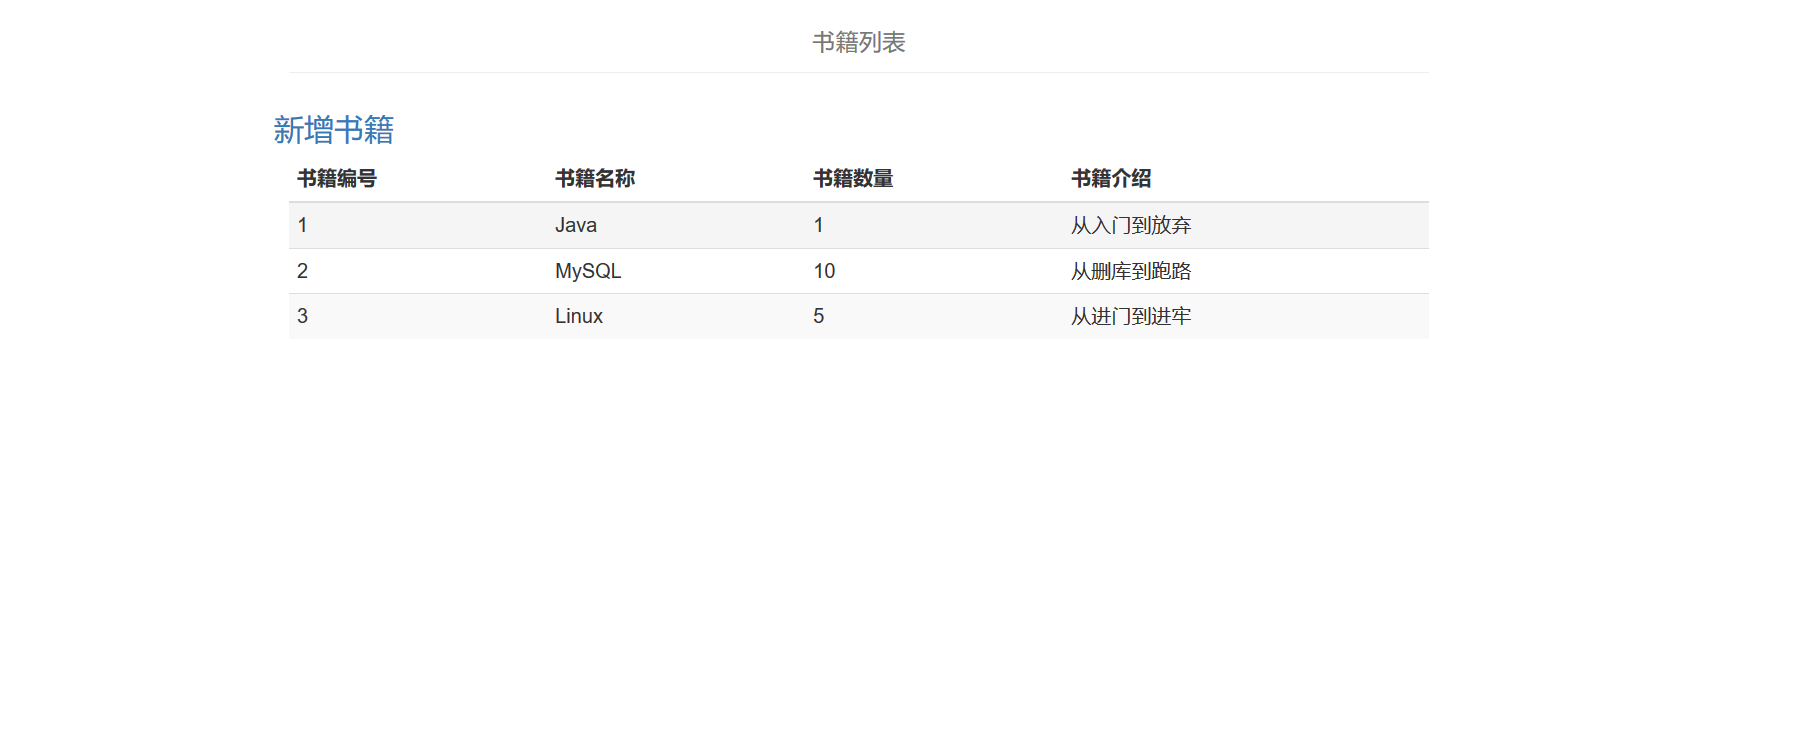 书籍列表
新增书籍
书籍编号 书籍名称 书籍数量 书籍介绍
1 Java 1 从入门到放弃
2 MySQL 10 从删库到跑路
3 Linux 5 从进门到进牢